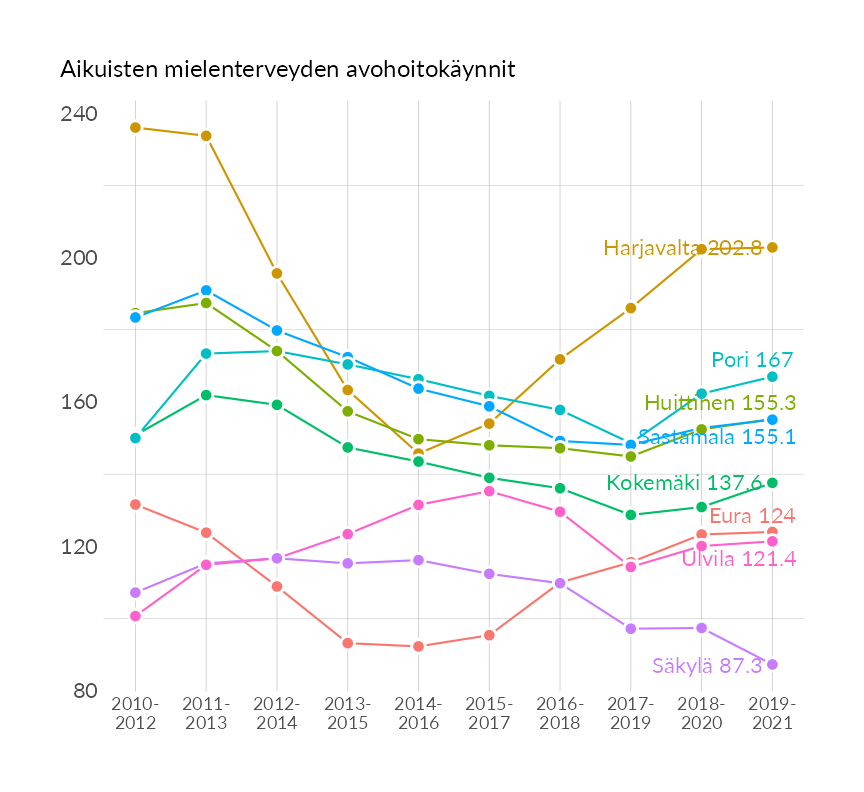 Aikuisten mielenterveyden avohoitokäynnit
240
200
160
120
80
Harjavalta 202.8
Pori 167
Huittinen 155.3
Sastamala 155.1
Kokemäki 137.6
Eura 124
Ulvila 121.4
Säkylä 87.3
2010- 2011- 2012- 2013- 2014- 2015- 2016- 2017- 2018- 2019-
2012 2013 2014 2015 2016 2017 2018 2019 2020 2021